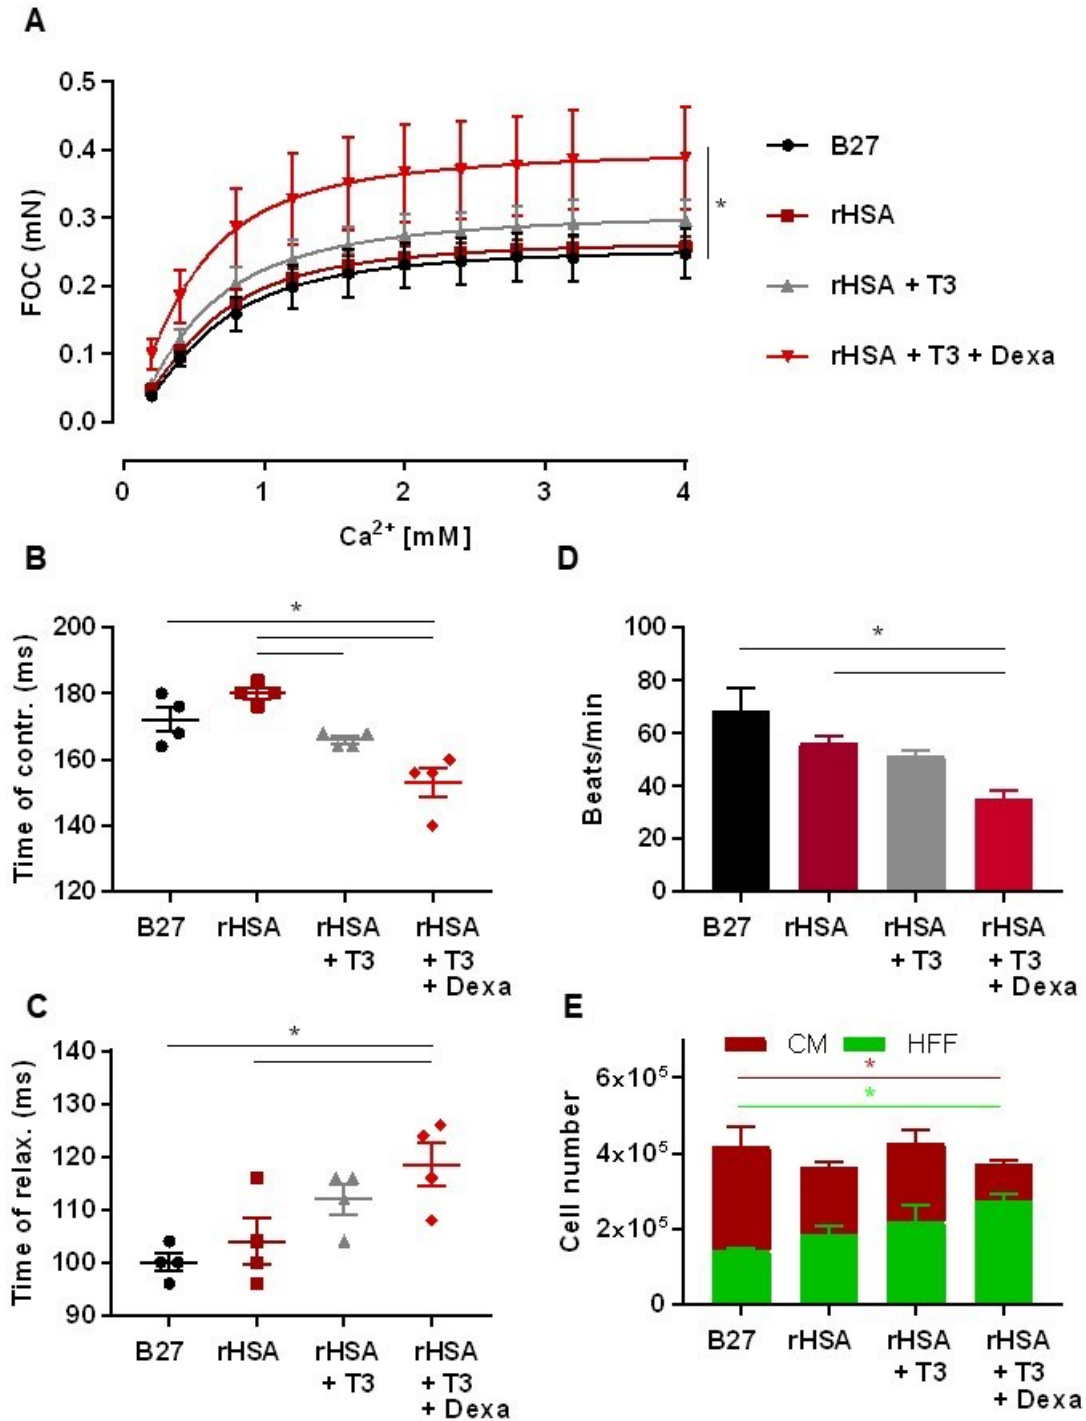 A
0.5
0.4
0.3
0.2
0.1
0.0
FOC (mN)
0 1 2 3 4
Ca²⁺ [mM]
*
B27
rHSA
rHSA + T3
rHSA + T3 + Dexa
B
*
200
180
160
140
120
Time of contr. (ms)
B27 rHSA rHSA rHSA
+ T3 + T3
+ Dexa
D
*
100
80
60
40
20
0
Beats/min
B27 rHSA rHSA rHSA
+ T3 + T3
+ Dexa
C
*
140
130
120
110
100
90
Time of relax. (ms)
B27 rHSA rHSA rHSA
+ T3 + T3
+ Dexa
E
CM HFF
*
*
6x10⁵
4x10⁵
2x10⁵
0
Cell number
B27 rHSA rHSA rHSA
+ T3 + T3
+ Dexa